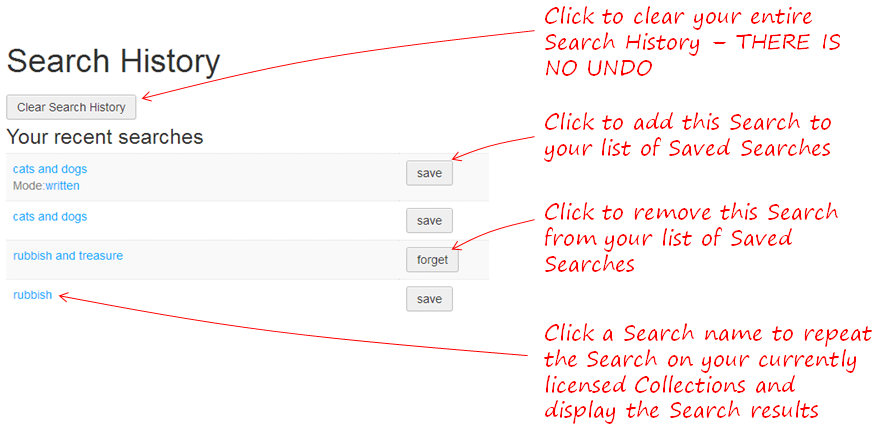 Search History
Clear Search History
Your recent searches
cats and dogs
Mode:written
save
cats and dogs
save
rubbish and treasure
forget
rubbish
save
Click to clear your entire
Search History – THERE IS
NO UNDO
Click to add this Search to
your list of Saved Searches
Click to remove this Search
from your list of Saved
Searches
Click a Search name to repeat
the Search on your currently
licensed Collections and
display the Search results